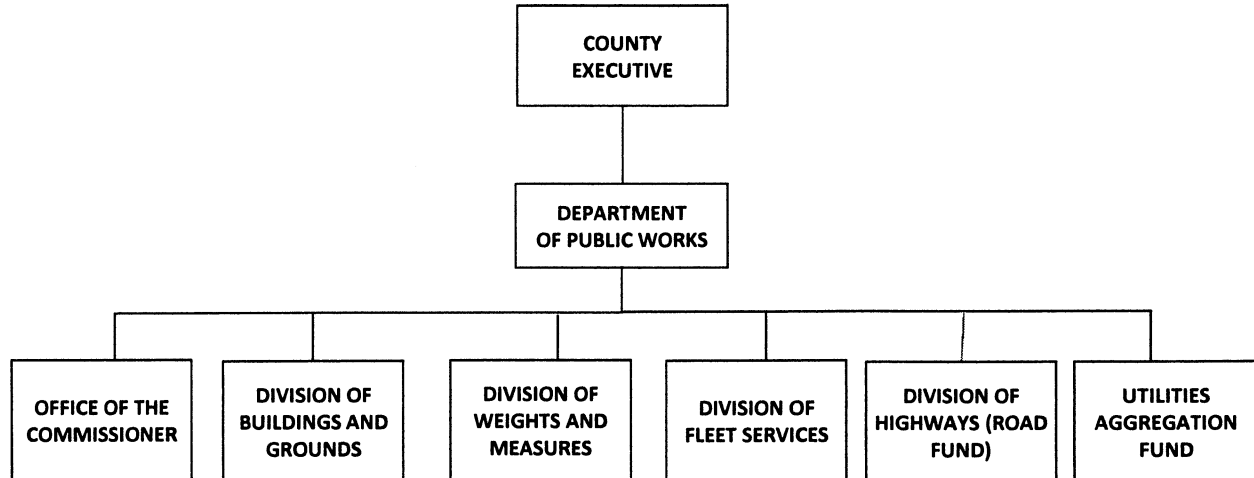 COUNTY
EXECUTIVE
DEPARTMENT
OF PUBLIC WORKS
OFFICE OF THE
COMMISSIONER
DIVISION OF
BUILDINGS AND
GROUNDS
DIVISION OF
WEIGHTS AND
MEASURES
DIVISION OF
FLEET SERVICES
DIVISION OF
HIGHWAYS (ROAD
FUND)
UTILITIES
AGGREGATION
FUND